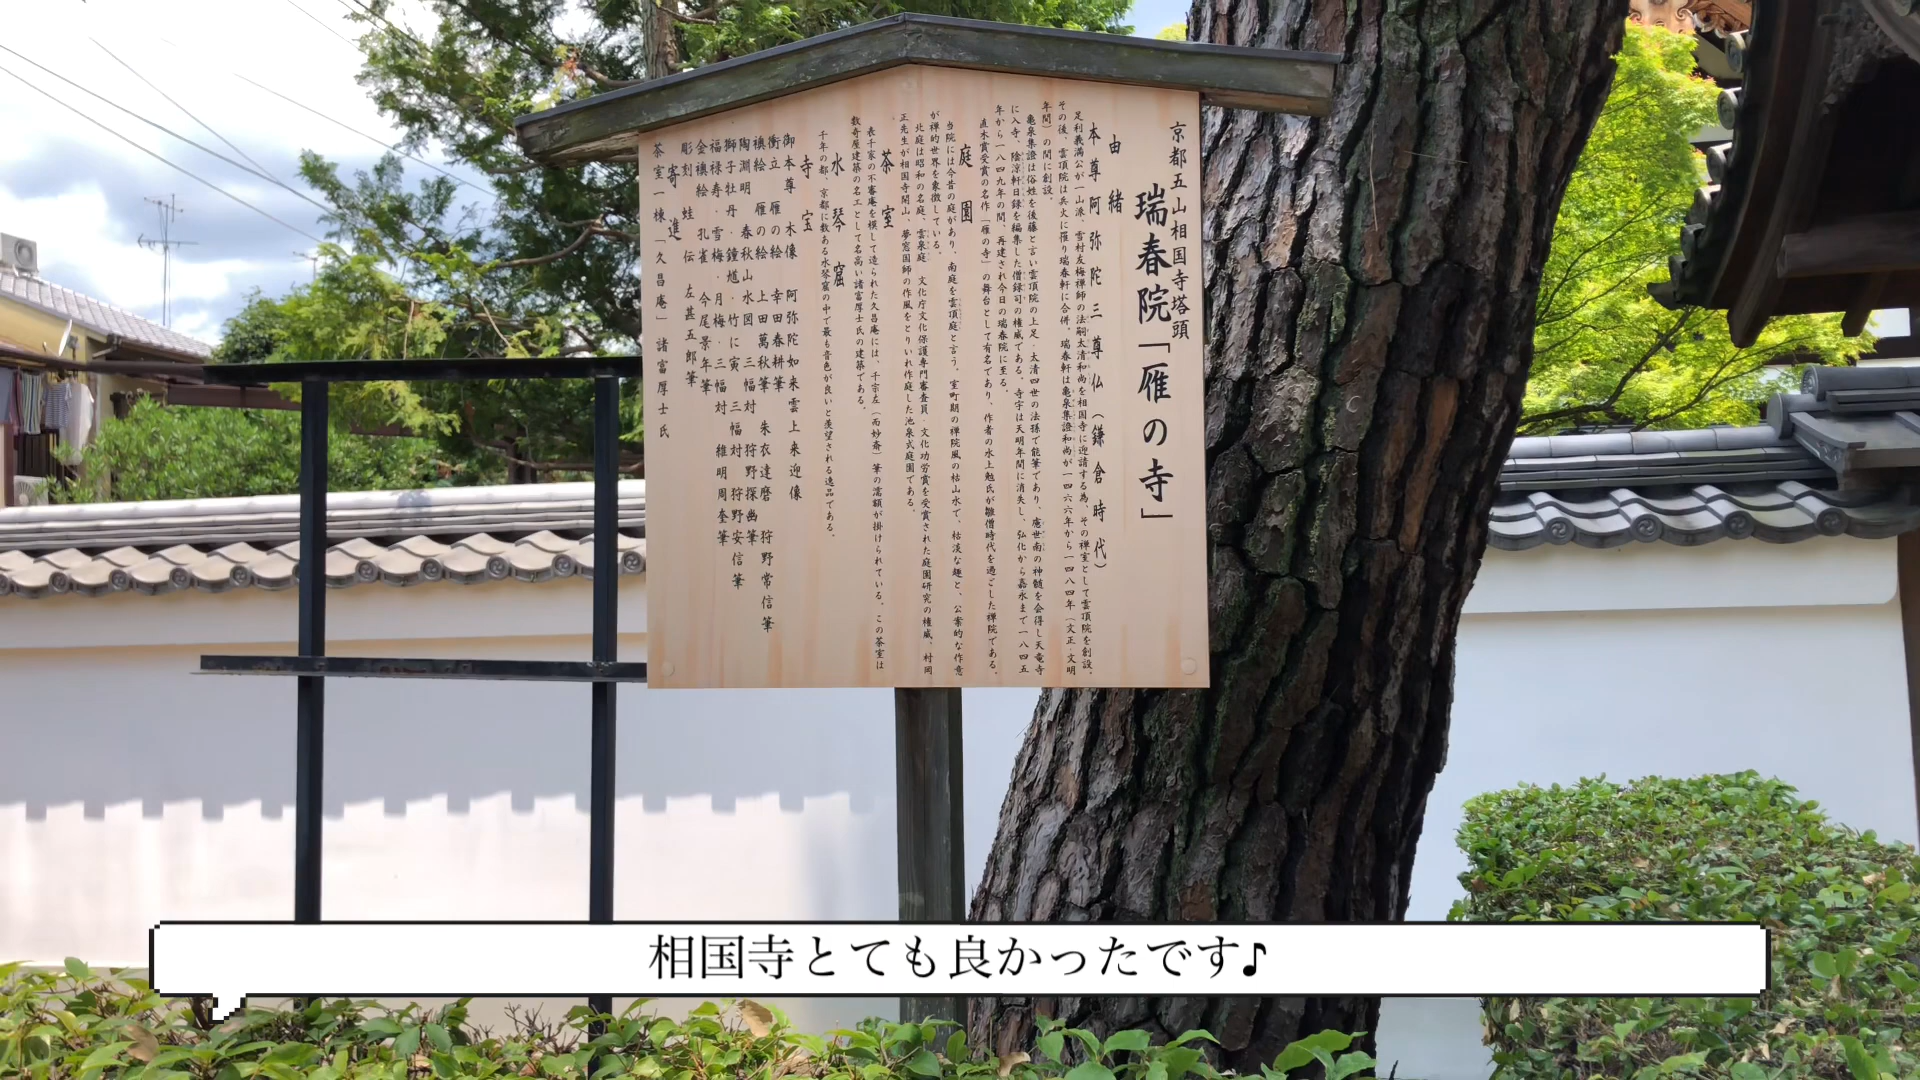 京都五山相国寺塔頭
瑞春院「雁の寺」
由緒
本尊 阿弥陀三尊仏(鎌倉時代)
足利義満公が一山派、雪村友梅禅師の法嗣太清和尚を相国寺に迎請する為、その禅室として雲頂院を創設。
その後、雲頂院は兵火に罹り瑞春軒に合併、瑞春軒は亀泉集證和尚が一四六六年から一四八四年(文正‐文明
年間)の間に創設。
亀泉集證は俗姓を後藤と言い雲頂院の上足・太清四世の法孫で能筆であり、虞世南の神髄を会得し天竜寺
に入寺、陰涼軒日録を編集した僧録司の権威である。寺宇は天明年間に消失し、弘化から嘉永まで一八四五
年から一八四九年の間、再建され今日の瑞春院に至る。
直木賞受賞の名作「雁の寺」の舞台として有名であり、作者の水上勉氏が雛僧時代を過ごした禅院である。
庭園
当院には今昔の庭があり、南庭を雲頂庭と言う、室町期の禅院風の枯山水で、枯淡な趣と、公案的な作意
が禅的世界を象徴している。
北庭は昭和の名庭、雲泉庭、文化庁文化保護専門審査員、文化功労賞を受賞された庭園研究の権威、村岡
正先生が相国寺開山、夢窓国師の作風をとりいれ作庭した池泉式庭園である。
茶室
表千家の不審庵を模して造られた久昌庵には、千宗左(而妙斎)筆の濡額が掛けられている。この茶室は
数奇屋建築の名工として名高い諸富厚士氏の建築である。
水琴窟
千年の都、京都に数ある水琴窟の中で最も音色が良いと羨望される逸品である。
寺宝
御本尊 木像 阿弥陀如来雲上来迎像
衝立 雁の絵 幸田春耕筆
襖絵 雁の絵 上田萬秋筆 朱衣達磨 狩野常信筆
陶淵明 春秋山水図 三幅対 狩野探幽筆
獅子牡丹・鐘馗・竹に寅 三幅対 狩野安信筆
福禄寿・雪梅・月梅・三幅対 維明周奎筆
金襖絵 孔雀 今尾景年筆
彫刻 蛙 伝 左甚五郎筆
寄進
茶室一棟「久昌庵」 諸富厚士氏
相国寺とても良かったです♪